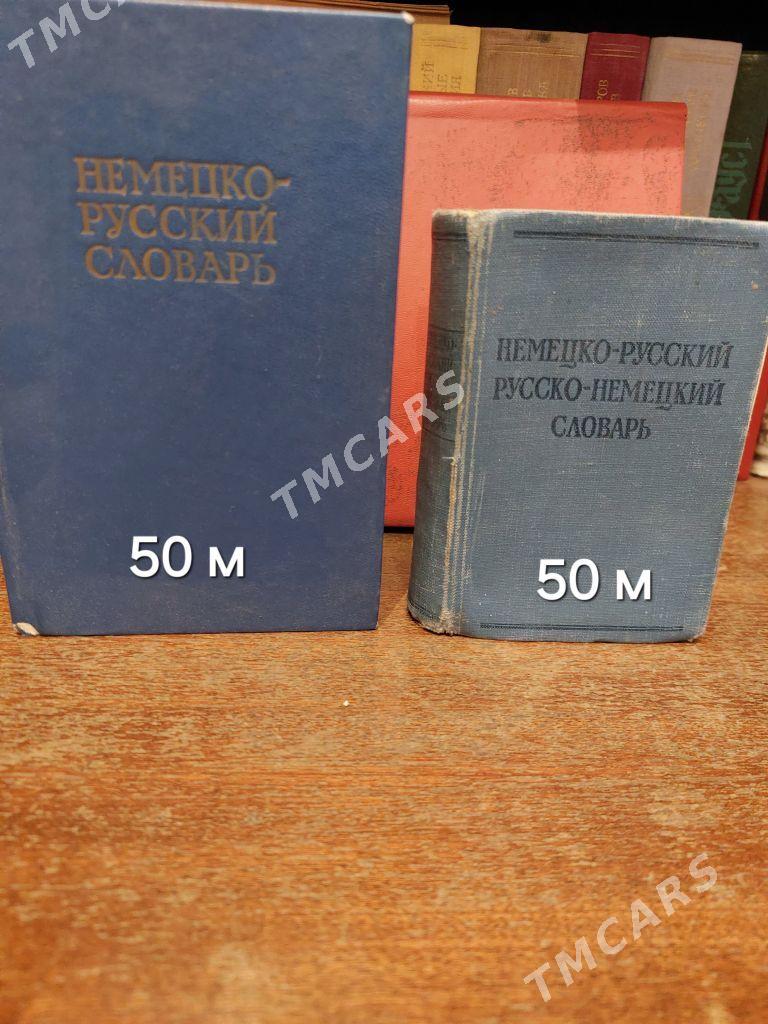 TMCARS
НЕМЕЦКО-
РУССКИЙ
СЛОВАРЬ
НЕМЕЦКО-РУССКИЙ
РУССКО-НЕМЕЦКИЙ
СЛОВАРЬ
TMCARS
50 м
50 м
TMCARS